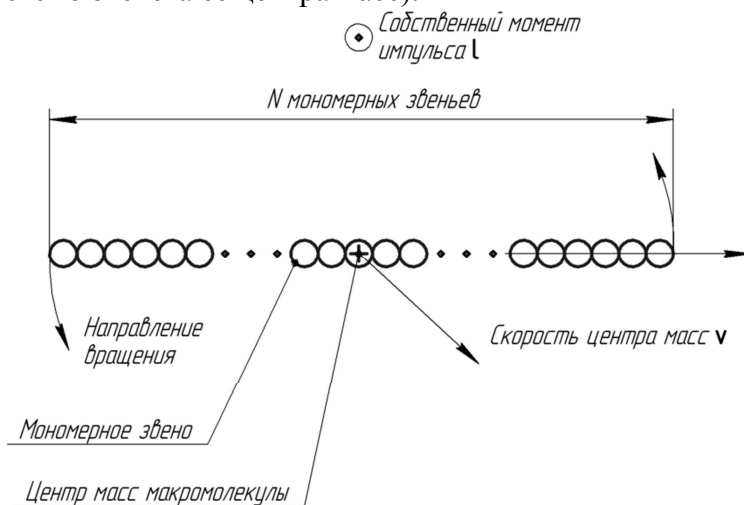 Собственный момент
импульса l
N мономерных звеньев
Направление
вращения
Скорость центра масс v
Мономерное звено
Центр масс макромолекулы